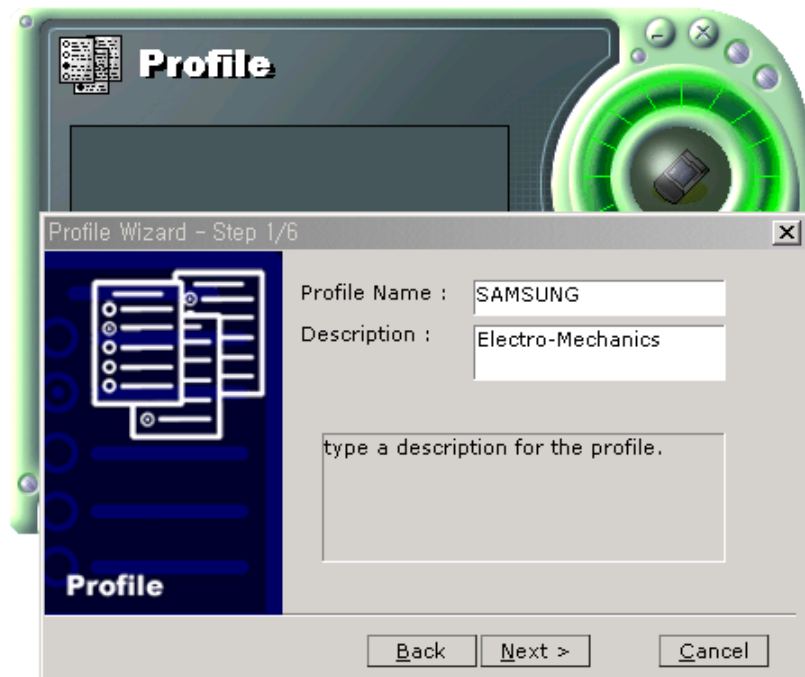 Profile
Profile Wizard - Step 1/6
Profile Name : SAMSUNG
Description : Electro-Mechanics
type a description for the profile.
Profile
Back Next > Cancel